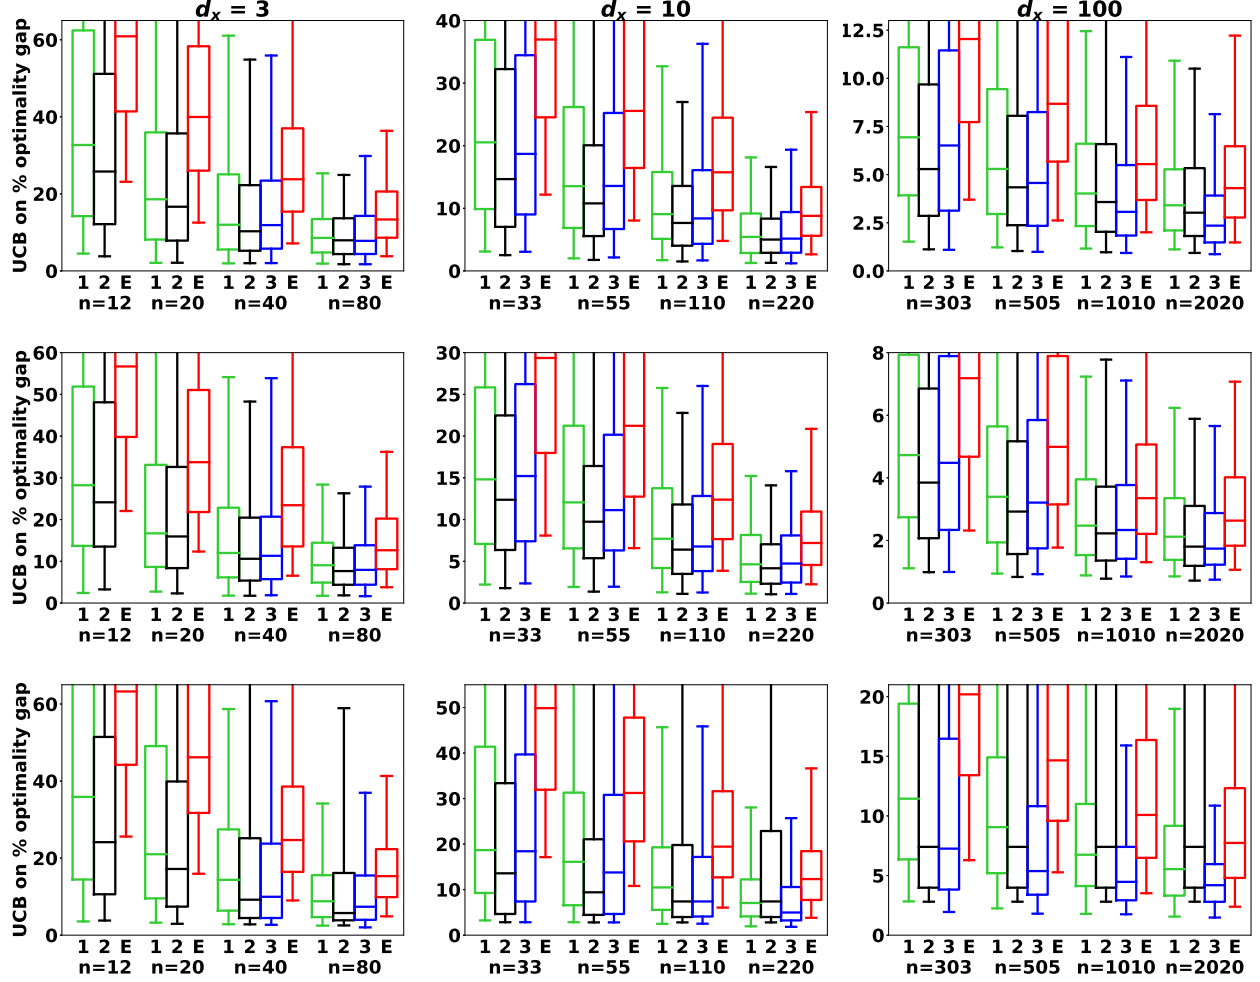 d_x = 3 d_x = 10 d_x = 100
UCB on % optimality gap
60
40
20
0
1 2 E 1 2 E 1 2 3 E 1 2 3 E
n=12 n=20 n=40 n=80
40
30
20
10
0
1 2 3 E 1 2 3 E 1 2 3 E 1 2 3 E
n=33 n=55 n=110 n=220
12.5
10.0
7.5
5.0
2.5
0.0
1 2 3 E 1 2 3 E 1 2 3 E 1 2 3 E
n=303 n=505 n=1010 n=2020
UCB on % optimality gap
60
50
40
30
20
10
0
1 2 E 1 2 E 1 2 3 E 1 2 3 E
n=12 n=20 n=40 n=80
30
25
20
15
10
5
0
1 2 3 E 1 2 3 E 1 2 3 E 1 2 3 E
n=33 n=55 n=110 n=220
8
6
4
2
0
1 2 3 E 1 2 3 E 1 2 3 E 1 2 3 E
n=303 n=505 n=1010 n=2020
UCB on % optimality gap
60
40
20
0
1 2 E 1 2 E 1 2 3 E 1 2 3 E
n=12 n=20 n=40 n=80
50
40
30
20
10
0
1 2 3 E 1 2 3 E 1 2 3 E 1 2 3 E
n=33 n=55 n=110 n=220
20
15
10
5
0
1 2 3 E 1 2 3 E 1 2 3 E 1 2 3 E
n=303 n=505 n=1010 n=2020